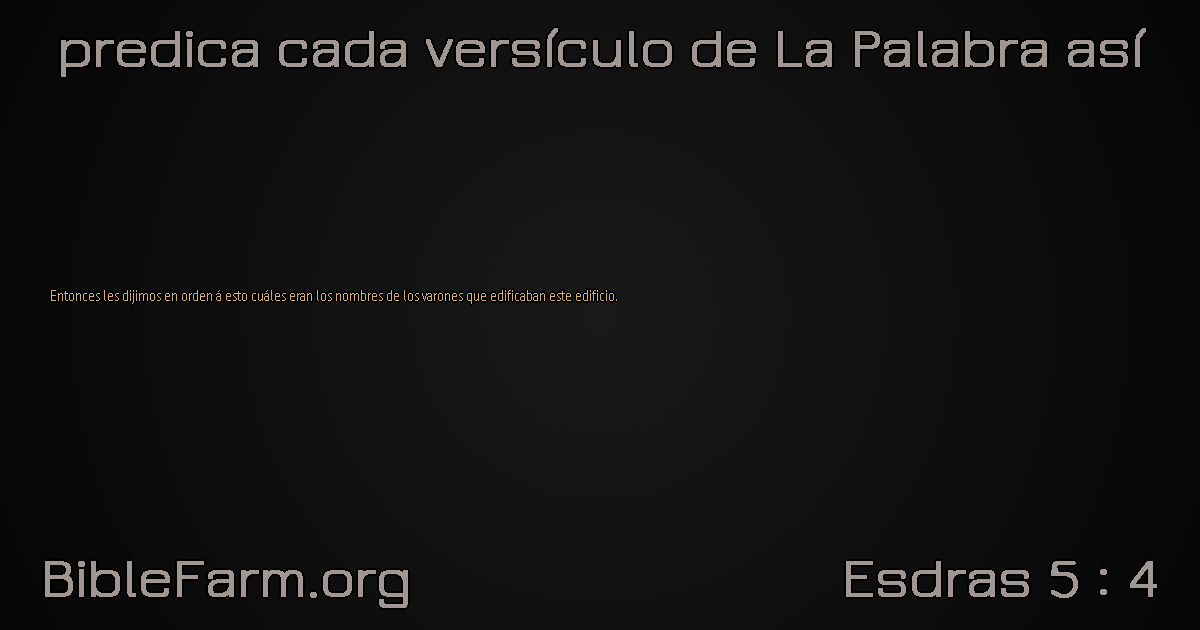 predica cada versículo de La Palabra así
Entonces les dijimos en orden á esto cuáles eran los nombres de los varones que edificaban este edificio.
BibleFarm.org
Esdras 5 : 4